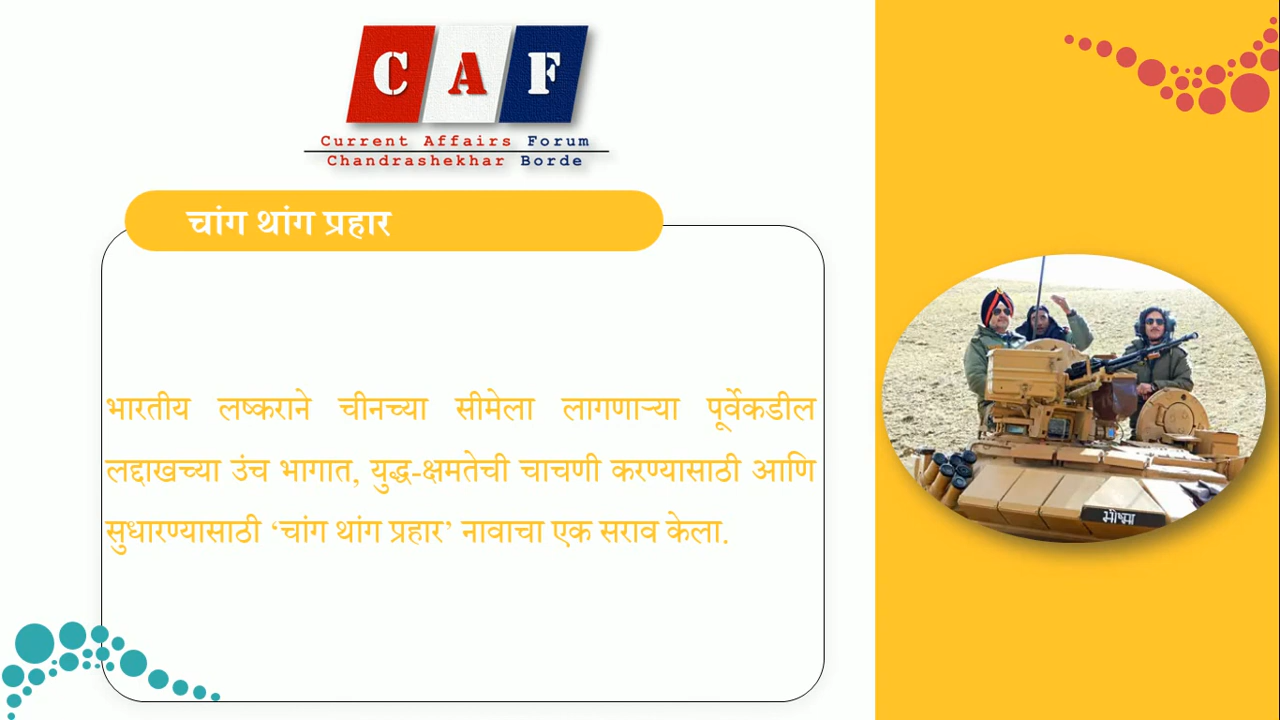 C A F
Current Affairs Forum
Chandrashekhar Borde
चांग थांग प्रहार
भारतीय लष्कराने चीनच्या सीमेला लागणाऱ्या पूर्वेकडील
लद्दाखच्या उंच भागात, युद्ध-क्षमतेची चाचणी करण्यासाठी आणि
सुधारण्यासाठी ‘चांग थांग प्रहार’ नावाचा एक सराव केला.
भीष्म